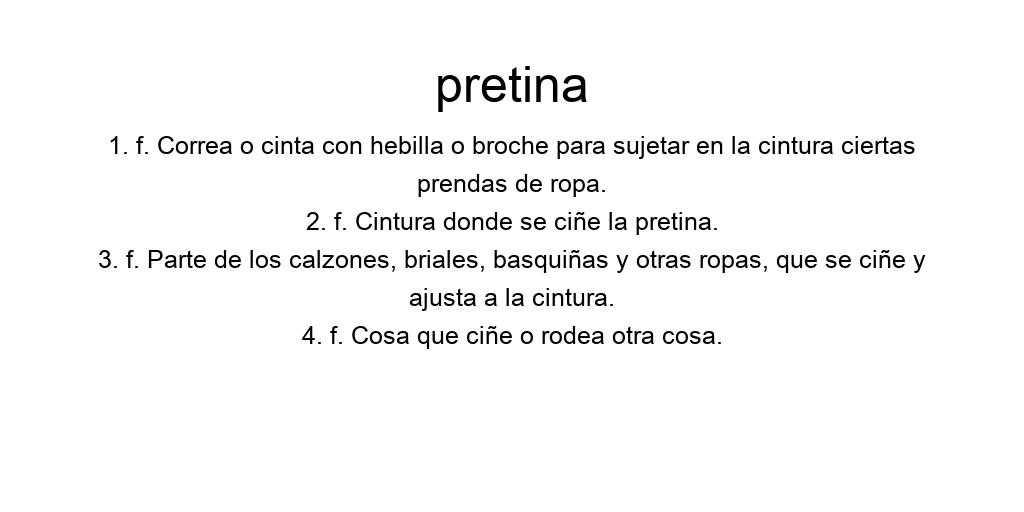 pretina
1. f. Correa o cinta con hebilla o broche para sujetar en la cintura ciertas
prendas de ropa.
2. f. Cintura donde se ciñe la pretina.
3. f. Parte de los calzones, briales, basquiñas y otras ropas, que se ciñe y
ajusta a la cintura.
4. f. Cosa que ciñe o rodea otra cosa.